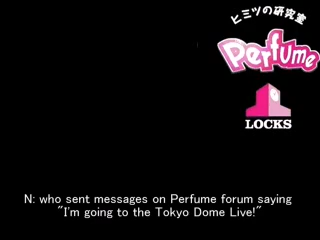 ヒミツの研究室
Perfume
LOCKS
N: who sent messages on Perfume forum saying
"I'm going to the Tokyo Dome Live!"